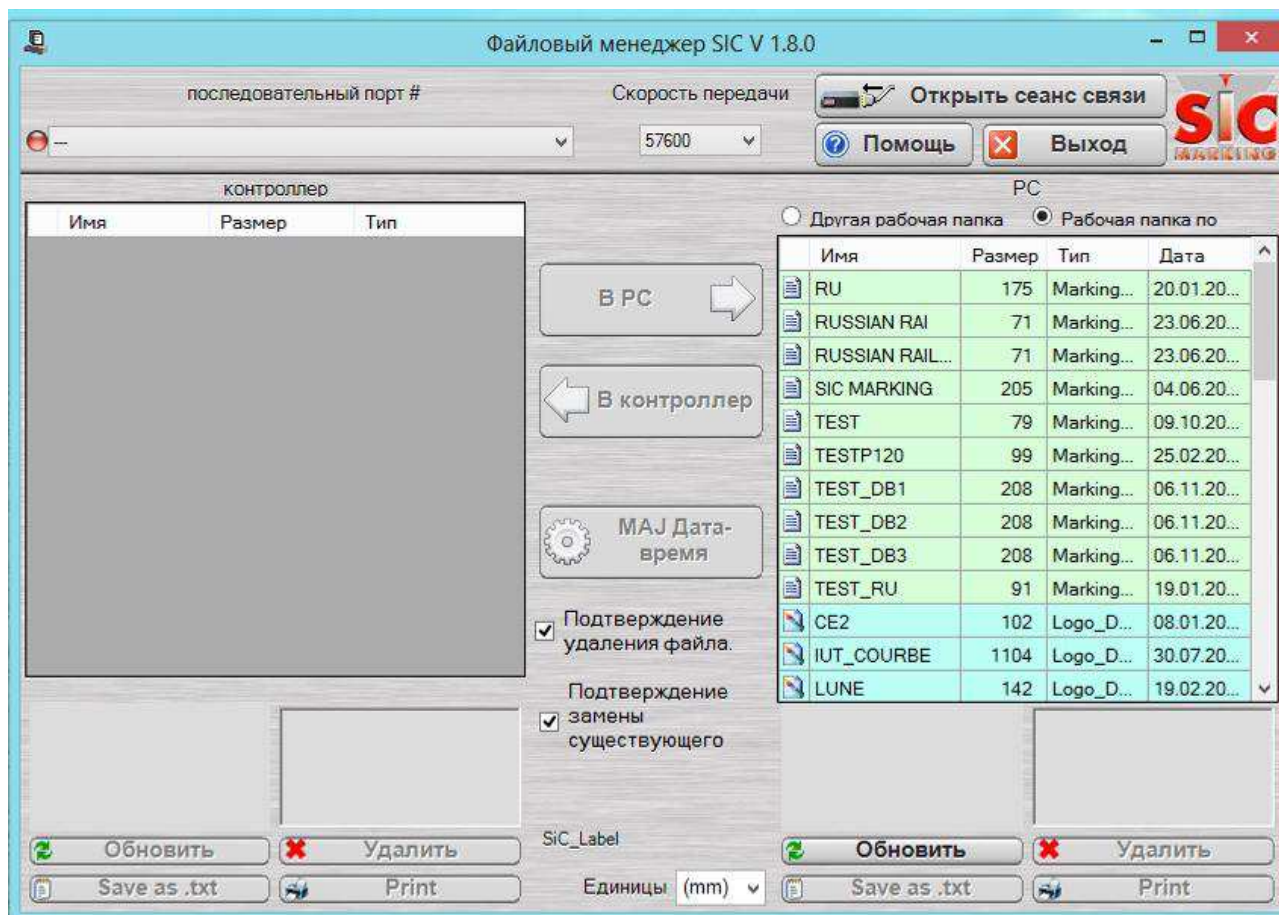 Файловый менеджер SIC V 1.8.0
последовательный порт #
Скорость передачи
Открыть сеанс связи
---
57600
Помощь
Выход
SIC
MARKING
контроллер
PC
Другая рабочая папка
Рабочая папка по
Имя Размер Тип
Имя Размер Тип Дата
RU 175 Marking... 20.01.20...
RUSSIAN RAI 71 Marking... 23.06.20...
RUSSIAN RAIL... 71 Marking... 23.06.20...
SIC MARKING 205 Marking... 04.06.20...
TEST 79 Marking... 09.10.20...
TESTP120 99 Marking... 25.02.20...
TEST_DB1 208 Marking... 06.11.20...
TEST_DB2 208 Marking... 06.11.20...
TEST_DB3 208 Marking... 06.11.20...
TEST_RU 91 Marking... 19.01.20...
CE2 102 Logo_D... 08.01.20...
IUT_COURBE 1104 Logo_D... 30.07.20...
LUNE 142 Logo_D... 19.02.20...
В PC
В контроллер
MAJ Дата-
время
Подтверждение
удаления файла.
Подтверждение
замены
существующего
SiC_Label
Единицы (mm)
Обновить Удалить
Save as .txt Print
Обновить Удалить
Save as .txt Print